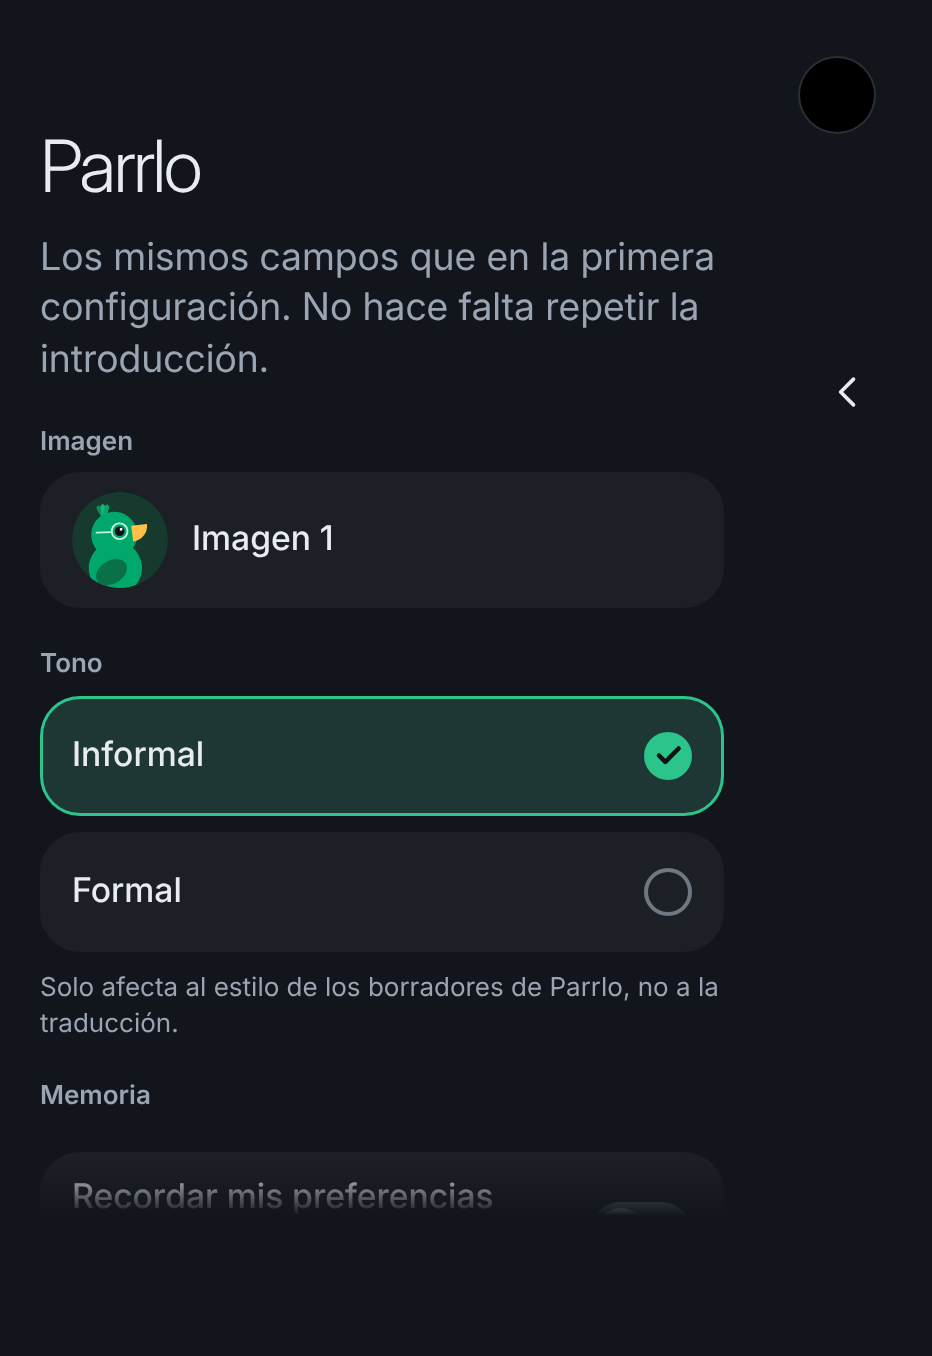 Parrlo
Los mismos campos que en la primera
configuración. No hace falta repetir la
introducción.
Imagen
Imagen 1
Tono
Informal
Formal
Solo afecta al estilo de los borradores de Parrlo, no a la
traducción.
Memoria
Recordar mis preferencias